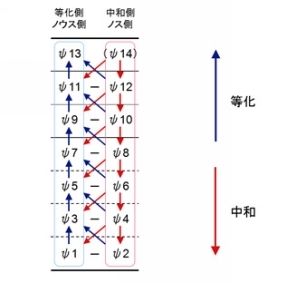 等化側 中和側
ノウス側 ノス側
ψ13 (ψ14)
ψ11 − ψ12
ψ9 − ψ10
ψ7 − ψ8
ψ5 − ψ6
ψ3 − ψ4
ψ1 − ψ2
等化
中和